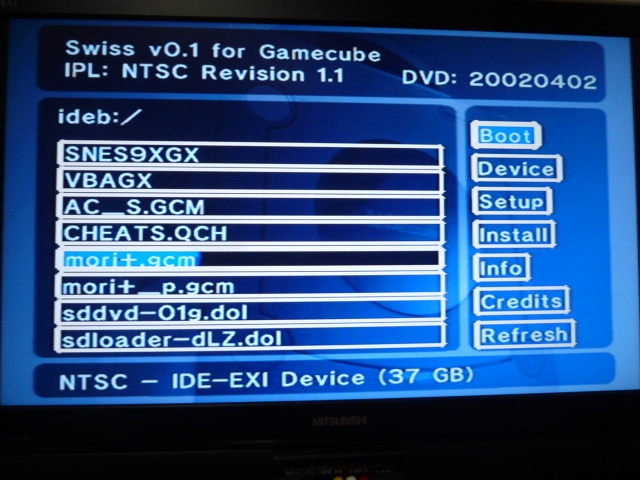 Swiss v0.1 for Gamecube
IPL: NTSC Revision 1.1
DVD: 20020402
ideb:/
SNES9XGX
VBAGX
AC__S.GCM
CHEATS.QCH
mori+.gcm
mori+__p.gcm
sddvd-01g.dol
sdloader-dLZ.dol
Boot
Device
Setup
Install
Info
Credits
Refresh
NTSC - IDE-EXI Device (37 GB)
MITSUBISHI